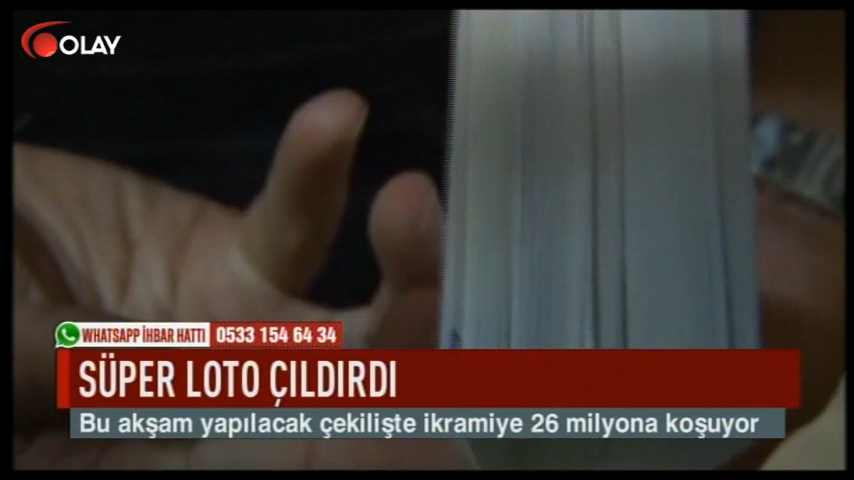 OLAY
WHATSAPP İHBAR HATTI 0533 154 64 34
SÜPER LOTO ÇILDIRDI
Bu akşam yapılacak çekilişte ikramiye 26 milyona koşuyor